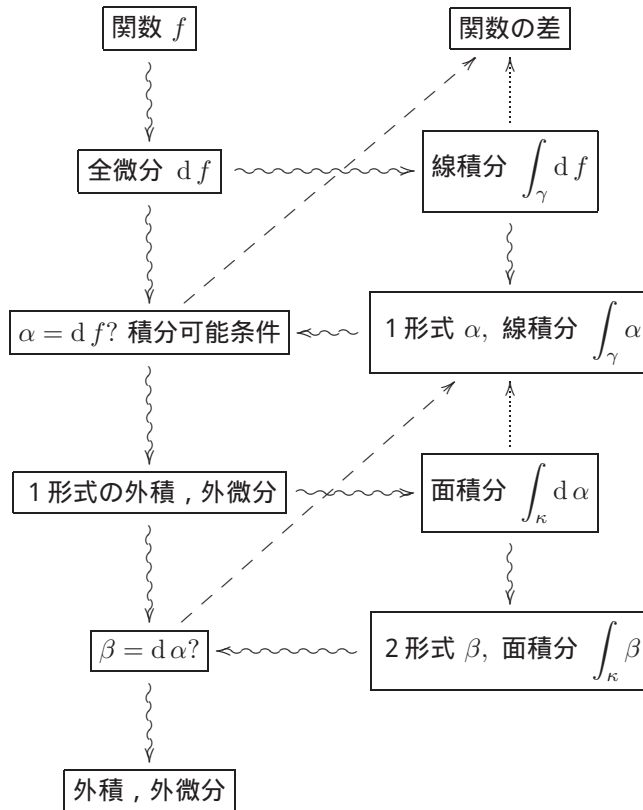 関数 f
関数の差
全微分 d f
線積分 ∫_γ d f
α = d f? 積分可能条件
1 形式 α, 線積分 ∫_γ α
1 形式の外積 , 外微分
面積分 ∫_κ d α
β = d α?
2 形式 β, 面積分 ∫_κ β
外積 , 外微分